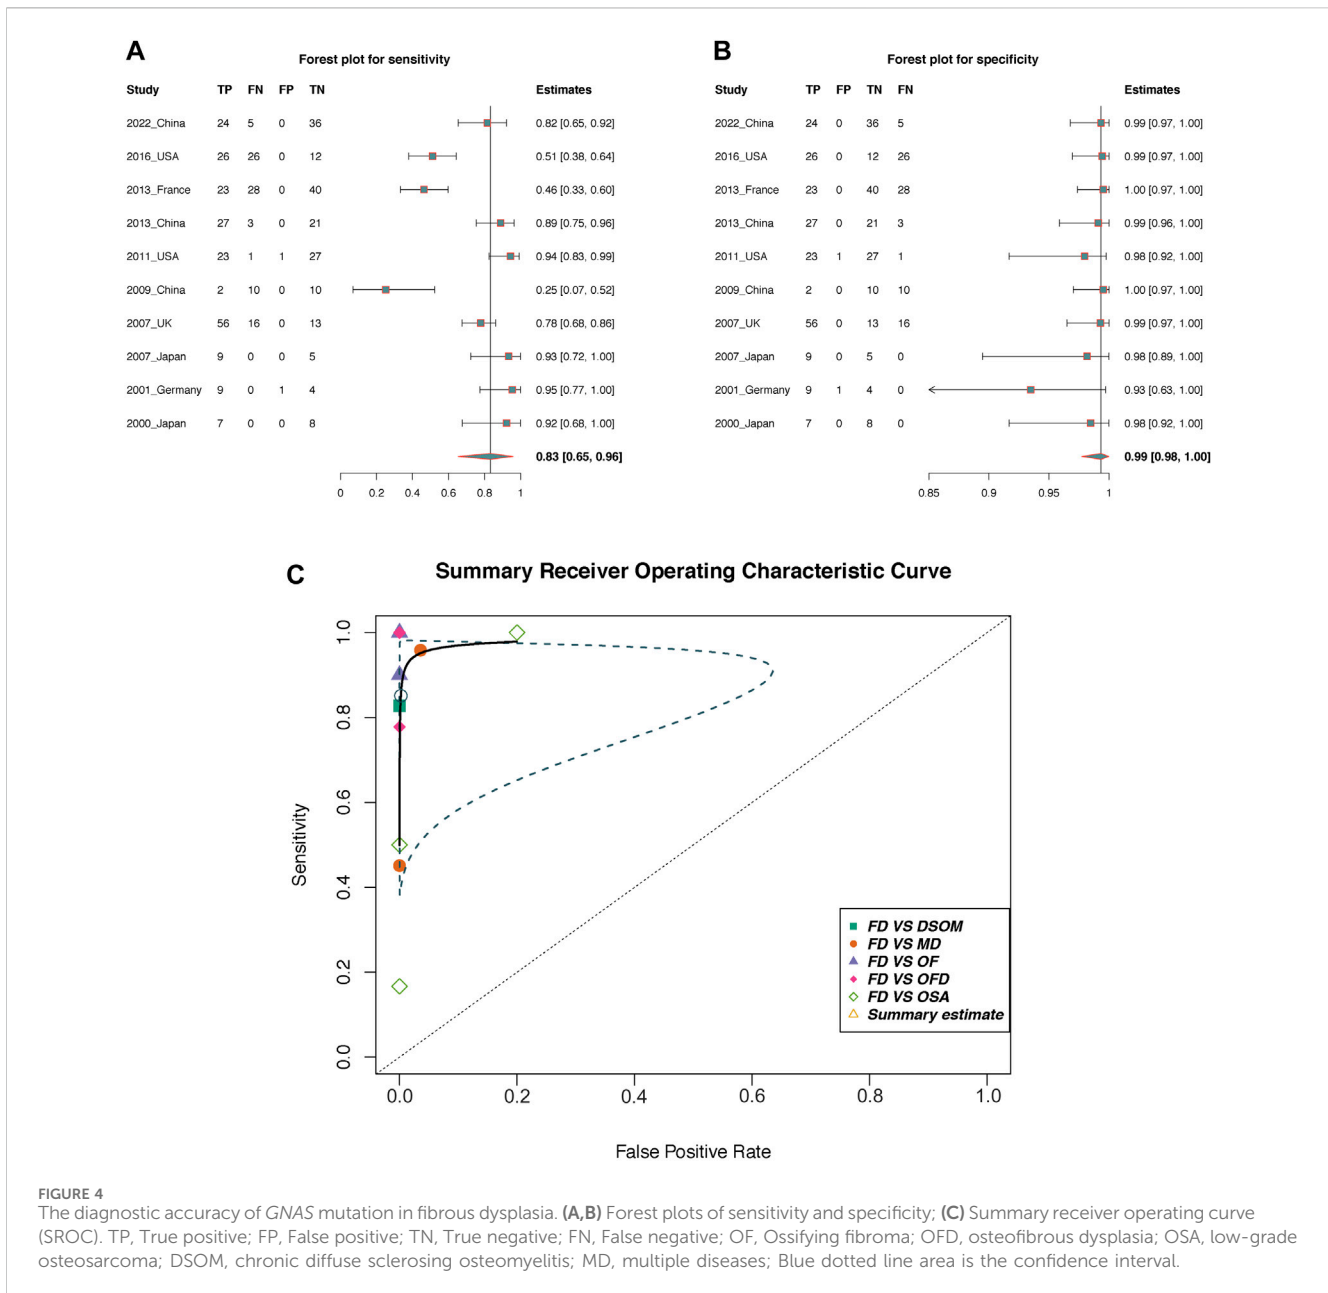 A
Forest plot for sensitivity
Study TP FN FP TN Estimates
2022_China 24 5 0 36 0.82 [0.65, 0.92]
2016_USA 26 26 0 12 0.51 [0.38, 0.64]
2013_France 23 28 0 40 0.46 [0.33, 0.60]
2013_China 27 3 0 21 0.89 [0.75, 0.96]
2011_USA 23 1 1 27 0.94 [0.83, 0.99]
2009_China 2 10 0 10 0.25 [0.07, 0.52]
2007_UK 56 16 0 13 0.78 [0.68, 0.86]
2007_Japan 9 0 0 5 0.93 [0.72, 1.00]
2001_Germany 9 0 1 4 0.95 [0.77, 1.00]
2000_Japan 7 0 0 8 0.92 [0.68, 1.00]
0.83 [0.65, 0.96]
0 0.2 0.4 0.6 0.8 1
B
Forest plot for specificity
Study TP FP TN FN Estimates
2022_China 24 0 36 5 0.99 [0.97, 1.00]
2016_USA 26 0 12 26 0.99 [0.97, 1.00]
2013_France 23 0 40 28 1.00 [0.97, 1.00]
2013_China 27 0 21 3 0.99 [0.96, 1.00]
2011_USA 23 1 27 1 0.98 [0.92, 1.00]
2009_China 2 0 10 10 1.00 [0.97, 1.00]
2007_UK 56 0 13 16 0.99 [0.97, 1.00]
2007_Japan 9 0 5 0 0.98 [0.89, 1.00]
2001_Germany 9 1 4 0 0.93 [0.63, 1.00]
2000_Japan 7 0 8 0 0.98 [0.92, 1.00]
0.99 [0.98, 1.00]
0.85 0.9 0.95 1
C
Summary Receiver Operating Characteristic Curve
Sensitivity
1.0
0.8
0.6
0.4
0.2
0.0
FD VS DSOM
FD VS MD
FD VS OF
FD VS OFD
FD VS OSA
Summary estimate
0.0 0.2 0.4 0.6 0.8 1.0
False Positive Rate
FIGURE 4
The diagnostic accuracy of GNAS mutation in fibrous dysplasia. (A,B) Forest plots of sensitivity and specificity; (C) Summary receiver operating curve
(SROC). TP, True positive; FP, False positive; TN, True negative; FN, False negative; OF, Ossifying fibroma; OFD, osteofibrous dysplasia; OSA, low-grade
osteosarcoma; DSOM, chronic diffuse sclerosing osteomyelitis; MD, multiple diseases; Blue dotted line area is the confidence interval.